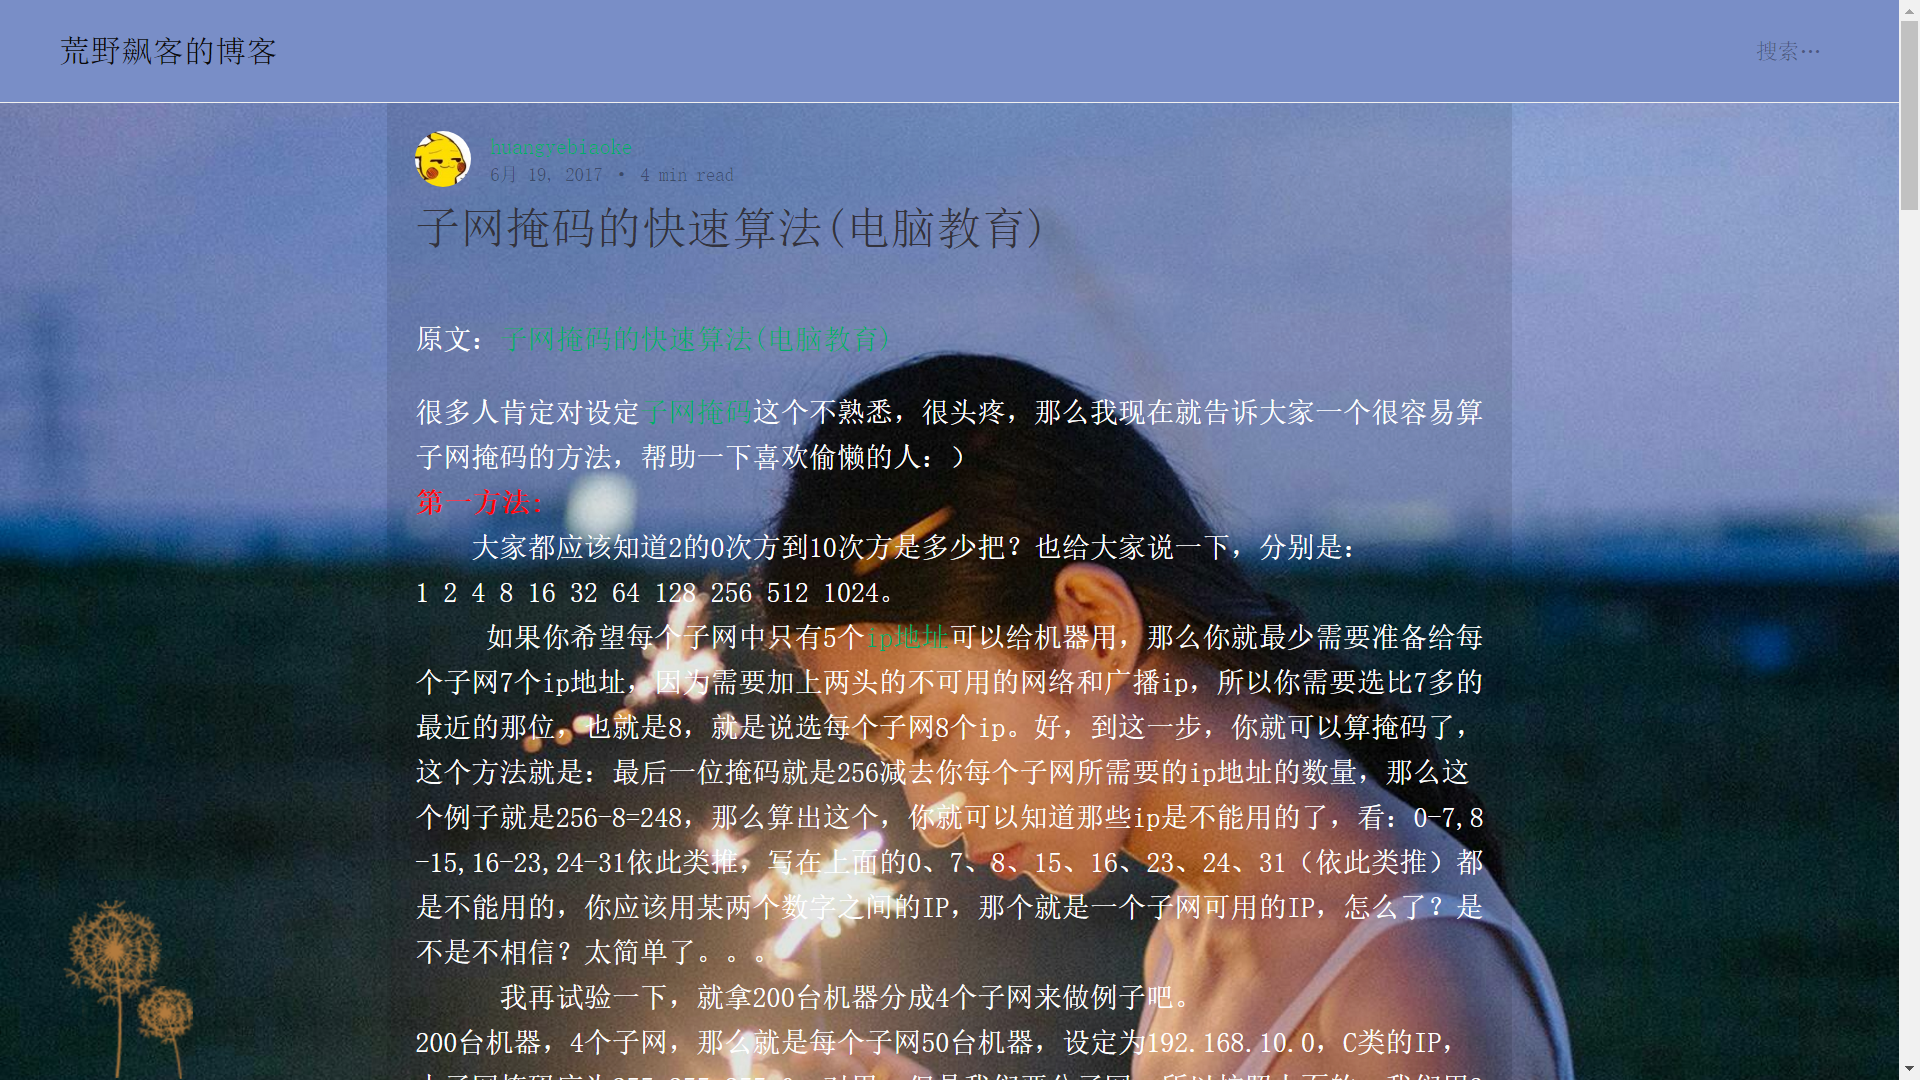 荒野飙客的博客
搜索…
huangyebiaoke
6月 19, 2017 • 4 min read
子网掩码的快速算法(电脑教育)
原文：子网掩码的快速算法(电脑教育)
很多人肯定对设定子网掩码这个不熟悉，很头疼，那么我现在就告诉大家一个很容易算
子网掩码的方法，帮助一下喜欢偷懒的人：）
第一方法:
大家都应该知道2的0次方到10次方是多少把？也给大家说一下，分别是：
1 2 4 8 16 32 64 128 256 512 1024。
如果你希望每个子网中只有5个ip地址可以给机器用，那么你就最少需要准备给每
个子网7个ip地址，因为需要加上两头的不可用的网络和广播ip，所以你需要选比7多的
最近的那位，也就是8，就是说选每个子网8个ip。好，到这一步，你就可以算掩码了，
这个方法就是：最后一位掩码就是256减去你每个子网所需要的ip地址的数量，那么这
个例子就是256-8=248，那么算出这个，你就可以知道那些ip是不能用的了，看：0-7,8
-15,16-23,24-31依此类推，写在上面的0、7、8、15、16、23、24、31（依此类推）都
是不能用的，你应该用某两个数字之间的IP，那个就是一个子网可用的IP，怎么了？是
不是不相信？太简单了。。。
我再试验一下，就拿200台机器分成4个子网来做例子吧。
200台机器，4个子网，那么就是每个子网50台机器，设定为192.168.10.0，C类的IP，